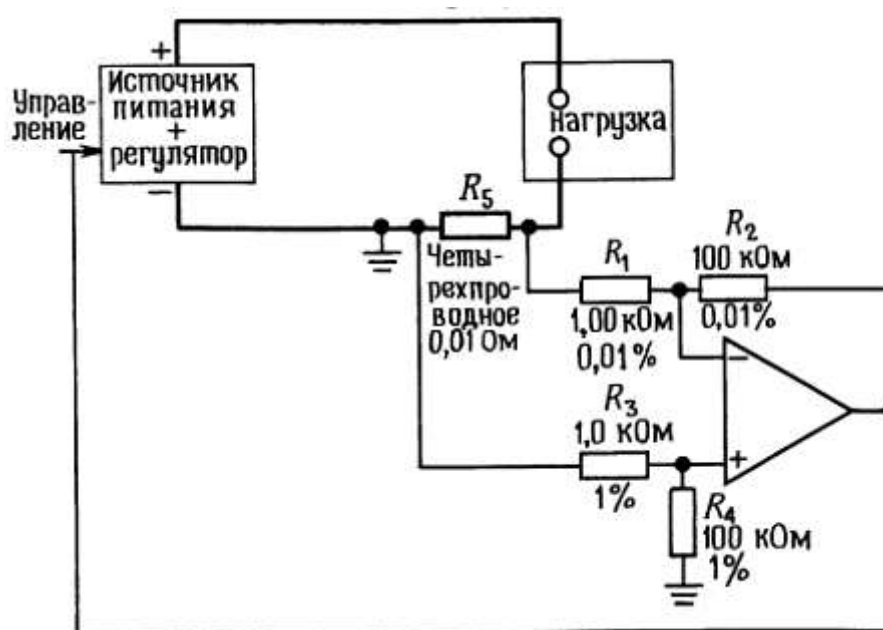 +
Источник
питания
+
регулятор
−
Управ-
ление
нагрузка
R5
Четы-
рехпро-
водное
0,01 Ом
R1
1,00 кОм
0,01%
R2
100 кОм
0,01%
R3
1,0 кОм
1%
−
+
R4
100 кОм
1%